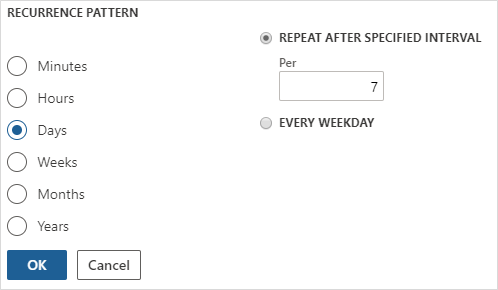 RECURRENCE PATTERN
Minutes
Hours
Days
Weeks
Months
Years
REPEAT AFTER SPECIFIED INTERVAL
Per
7
EVERY WEEKDAY
OK
Cancel